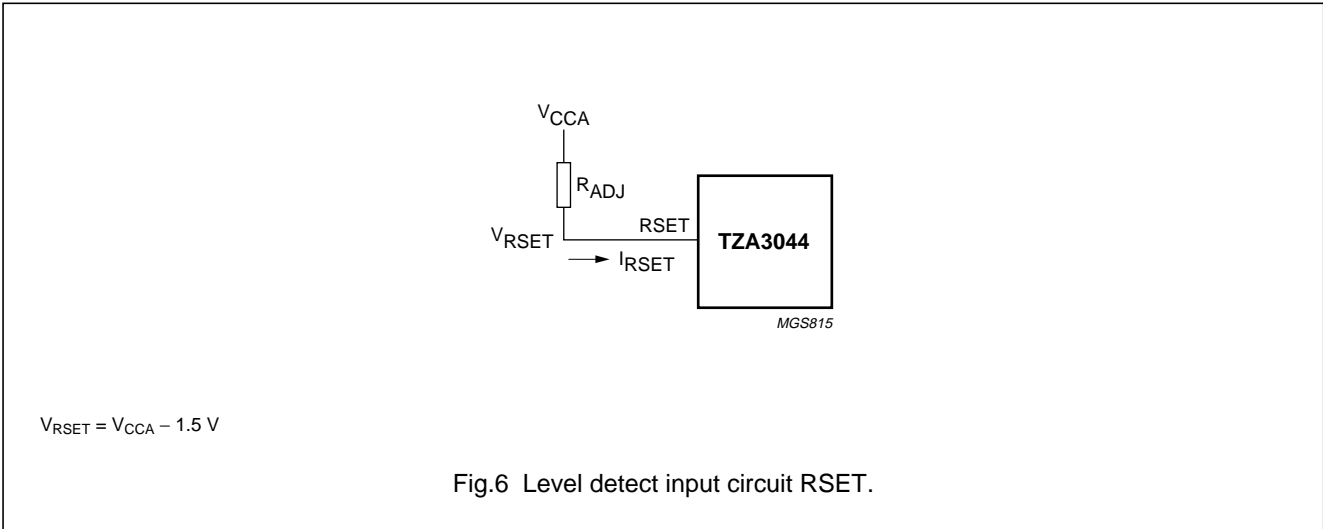 VCCA
RADJ
VRSET
RSET
IRSET
TZA3044
MGS815
VRSET = VCCA − 1.5 V
Fig.6 Level detect input circuit RSET.